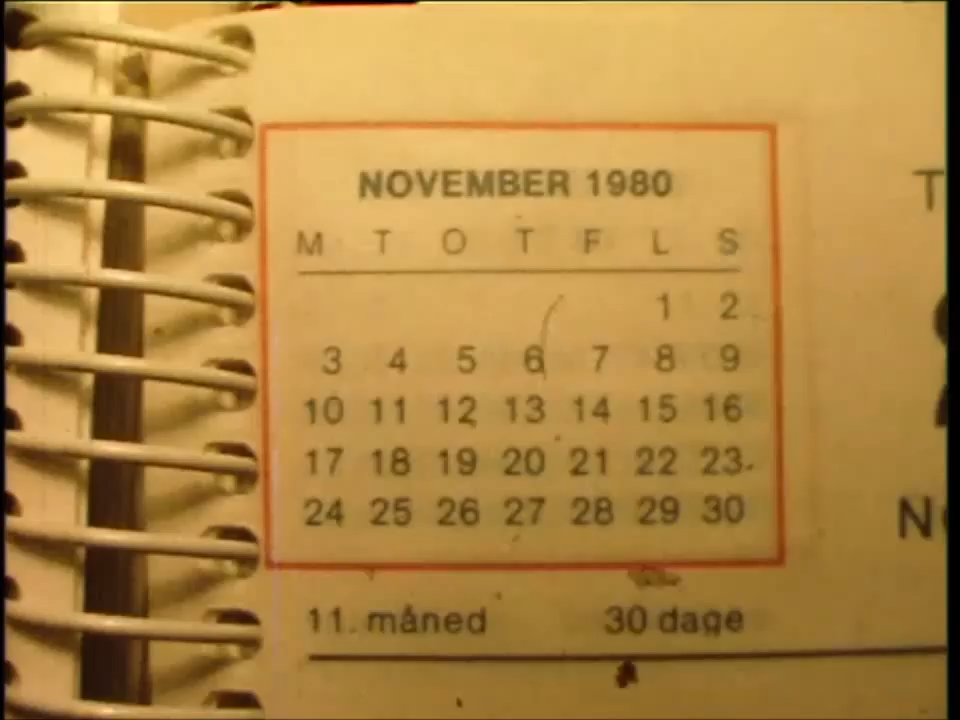 NOVEMBER 1980
M T O T F L S
1 2
3 4 5 6 7 8 9
10 11 12 13 14 15 16
17 18 19 20 21 22 23
24 25 26 27 28 29 30
11. måned 30 dage